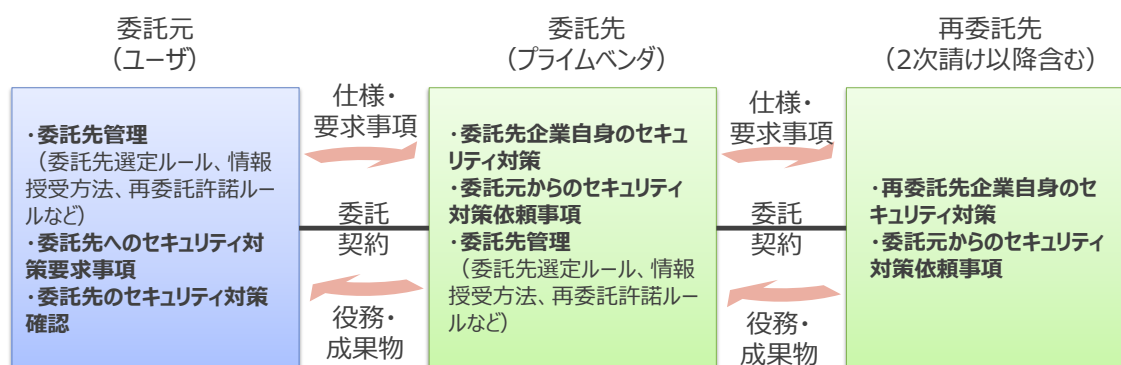 委託元
（ユーザ）
委託先
（プライムベンダ）
再委託先
（2次請け以降含む）
・委託先管理
（委託先選定ルール、情報
授受方法、再委託許諾ルー
ルなど）
・委託先へのセキュリティ対
策要求事項
・委託先のセキュリティ対策
確認
仕様・
要求事項
委託
契約
役務・
成果物
・委託先企業自身のセキュ
リティ対策
・委託元からのセキュリティ
対策依頼事項
・委託先管理
（委託先選定ルール、情報
授受方法、再委託許諾ルー
ルなど）
仕様・
要求事項
委託
契約
役務・
成果物
・再委託先企業自身のセ
キュリティ対策
・委託元からのセキュリティ
対策依頼事項